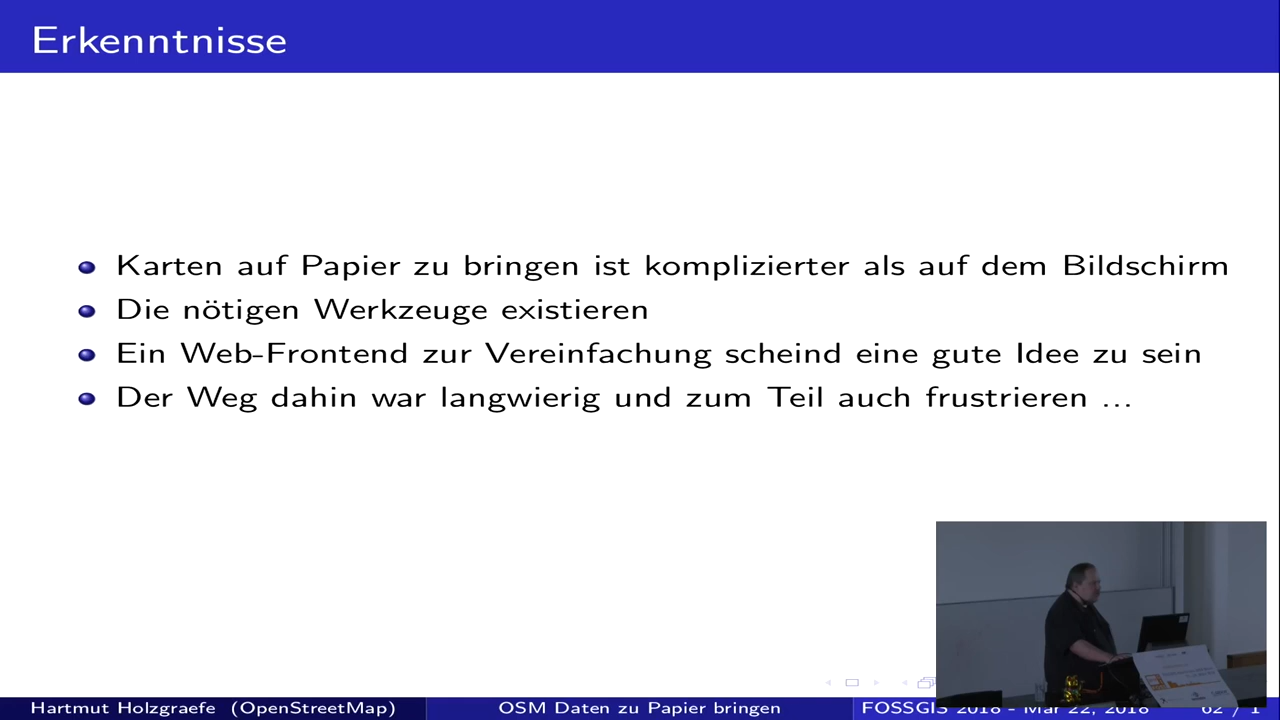 Erkenntnisse
Karten auf Papier zu bringen ist komplizierter als auf dem Bildschirm
Die nötigen Werkzeuge existieren
Ein Web-Frontend zur Vereinfachung scheind eine gute Idee zu sein
Der Weg dahin war langwierig und zum Teil auch frustrieren ...
Hartmut Holzgraefe (OpenStreetMap) OSM Daten zu Papier bringen FOSSGIS 2018 - Mar 22, 2018 62 / 1